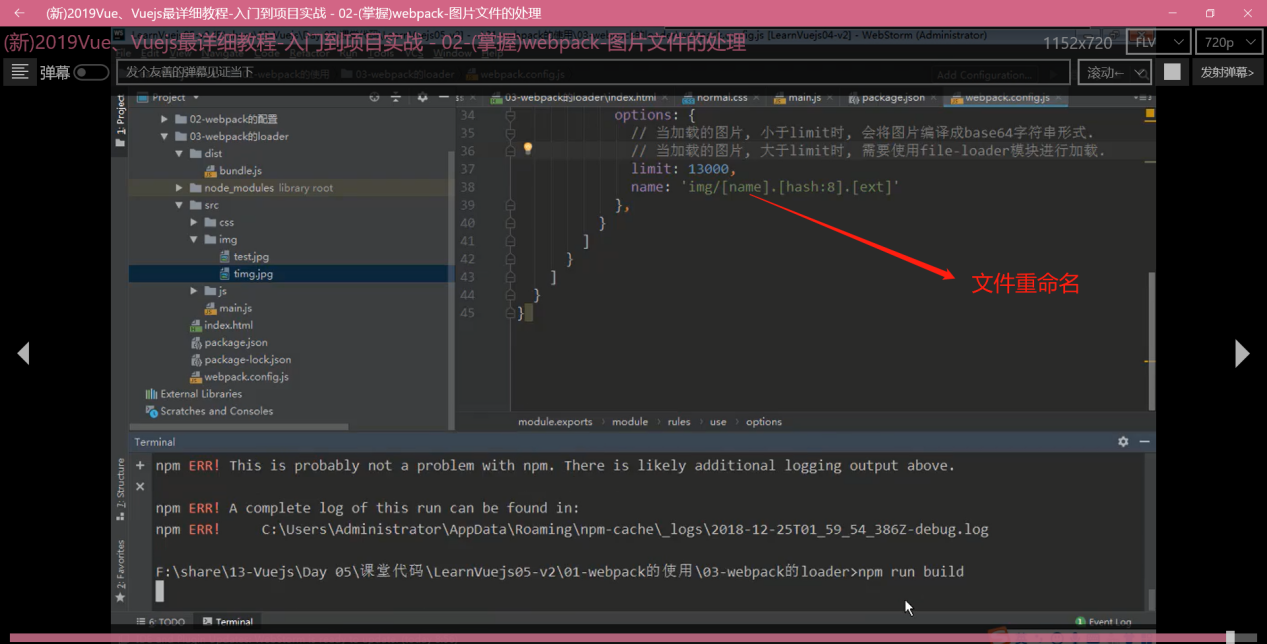 (新)2019Vue、Vuejs最详细教程-入门到项目实战 - 02-(掌握)webpack-图片文件的处理
(新)2019Vue、Vuejs最详细教程-入门到项目实战 - 02-(掌握)webpack-图片文件的处理
1152x720
FLV
720p
弹幕
发个友善的弹幕见证当下
滚动←
发射弹幕>
Add Configuration...
Project
03-webpack的loader\index.html
normal.css
main.js
package.json
webpack.config.js
1: Project
02-webpack的配置
03-webpack的loader
dist
bundle.js
node_modules library root
src
css
img
test.jpg
timg.jpg
js
main.js
index.html
package.json
package-lock.json
webpack.config.js
External Libraries
Scratches and Consoles
34 options: {
35 // 当加载的图片, 小于limit时, 会将图片编译成base64字符串形式.
36 // 当加载的图片, 大于limit时, 需要使用file-loader模块进行加载.
37 limit: 13000,
38 name: 'img/[name].[hash:8].[ext]'
39 },
40 }
41 ]
42 }
43 ]
44 }
45 }
文件重命名
module.exports › module › rules › use › options
Terminal
npm ERR! This is probably not a problem with npm. There is likely additional logging output above.
npm ERR! A complete log of this run can be found in:
npm ERR! C:\Users\Administrator\AppData\Roaming\npm-cache\_logs\2018-12-25T01_59_54_386Z-debug.log
F:\share\13-Vuejs\Day 05\课堂代码\LearnVuejs05-v2\01-webpack的使用\03-webpack的loader>npm run build
7: Structure
2: Favorites
6: TODO
Terminal
1 Event Log